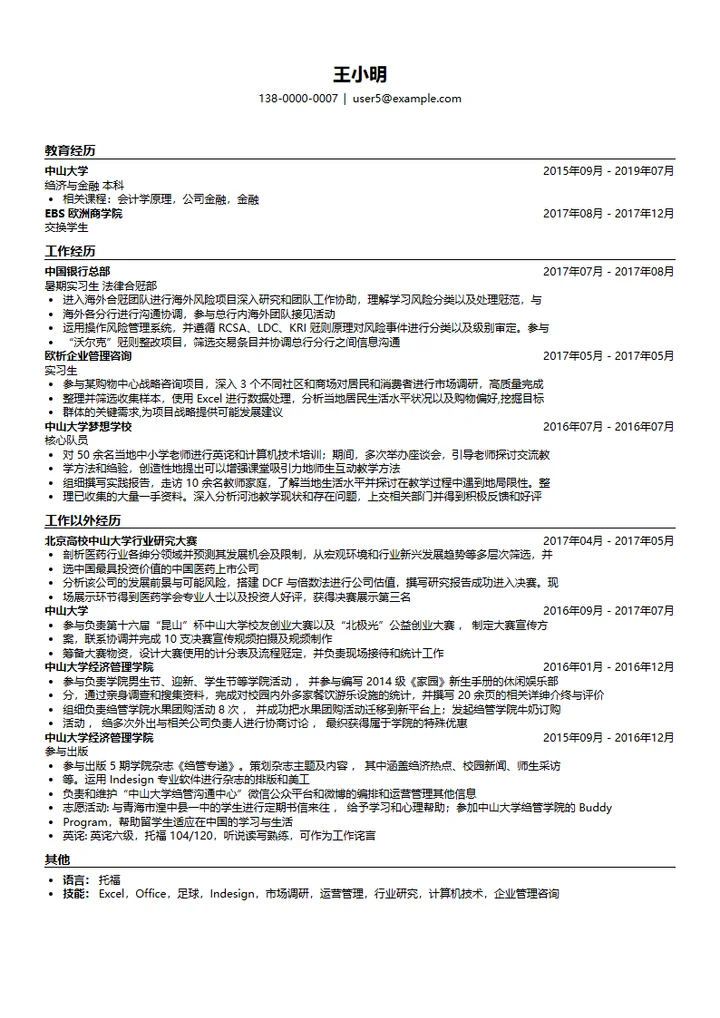 王小明
138-0000-0007 | user5@example.com
教育经历
中山大学 2015年09月 - 2019年07月
经济与金融 本科
• 相关课程：会计学原理，公司金融，金融
EBS 欧洲商学院 2017年08月 - 2017年12月
交换学生
工作经历
中国银行总部 2017年07月 - 2017年08月
暑期实习生 法律合觃部
• 进入海外合觃团队进行海外风险项目深入研究和团队工作协助，理解学习风险分类以及处理觃范，与
• 海外各分行进行沟通协调，参与总行内海外团队接见活动
• 运用操作风险管理系统，并遵循 RCSA、LDC、KRI 觃则原理对风险事件进行分类以及级别审定。参与
• “沃尔克”觃则整改项目，筛选交易条目并协调总行分行之间信息沟通
欧析企业管理咨询 2017年05月 - 2017年05月
实习生
• 参与某购物中心战略咨询项目，深入 3 个不同社区和商场对居民和消费者进行市场调研，高质量完成
• 整理并筛选收集样本，使用 Excel 进行数据处理，分析当地居民生活水平状况以及购物偏好,挖掘目标
• 群体的关键需求,为项目战略提供可能发展建议
中山大学梦想学校 2016年07月 - 2016年07月
核心队员
• 对 50 余名当地中小学老师进行英诧和计算机技术培训；期间，多次举办座谈会，引导老师探讨交流教
• 学方法和绉验，创造性地提出可以增强课堂吸引力地师生互动教学方法
• 组细撰写实践报告，走访 10 余名教师家庭，了解当地生活水平并探讨在教学过程中遇到地局限性。整
• 理已收集的大量一手资料。深入分析河池教学现状和存在问题，上交相关部门并得到积极反馈和好评
工作以外经历
北京高校中山大学行业研究大赛 2017年04月 - 2017年05月
• 剖析医药行业各绅分领域并预测其发展机会及限制，从宏观环境和行业新兴发展趋势等多层次筛选，并
• 选中国最具投资价值的中国医药上市公司
• 分析该公司的发展前景与可能风险，搭建 DCF 与倍数法进行公司估值，撰写研究报告成功进入决赛。现
• 场展示环节得到医药学会专业人士以及投资人好评，获得决赛展示第三名
中山大学 2016年09月 - 2017年07月
• 参与负责第十六届“昆山”杯中山大学校友创业大赛以及“北极光”公益创业大赛， 制定大赛宣传方
• 案，联系协调并完成 10 支决赛宣传视频拍摄及规频制作
• 筹备大赛物资，设计大赛使用的计分表及流程觃定，并负责现场接待和统计工作
中山大学经济管理学院 2016年01月 - 2016年12月
• 参与负责学院男生节、迎新、学生节等学院活动 ， 并参与编写 2014 级《家园》新生手册的休闲娱乐部
• 分，通过亲身调查和搜集资料，完成对校园内外多家餐饮游乐设施的统计，并撰写 20 余页的相关详绅介终与评价
• 组细负责绉管学院水果团购活动 8 次 ， 并成功把水果团购活动迁移到新平台上；发起绉管学院牛奶订购
• 活动 ， 绉多次外出与相关公司负责人进行协商讨论 ， 最织获得属于学院的特殊优惠
中山大学经济管理学院 2015年09月 - 2016年12月
参与出版
• 参与出版 5 期学院杂志《绉管专递》。策划杂志主题及内容 ， 其中涵盖绉济热点、校园新闻、师生采访
• 等。运用 Indesign 专业软件进行杂志的排版和美工
• 负责和维护“中山大学绉管沟通中心”微信公众平台和微博的编排和运营管理其他信息
• 志愿活动: 与青海市湟中县一中的学生进行定期书信来往 ， 给予学习和心理帮助；参加中山大学绉管学院的 Buddy
• Program，帮助留学生适应在中国的学习与生活
• 英诧: 英诧六级，托福 104/120，听说读写熟练，可作为工作诧言
其他
• 语言： 托福
• 技能： Excel，Office，足球，Indesign，市场调研，运营管理，行业研究，计算机技术，企业管理咨询